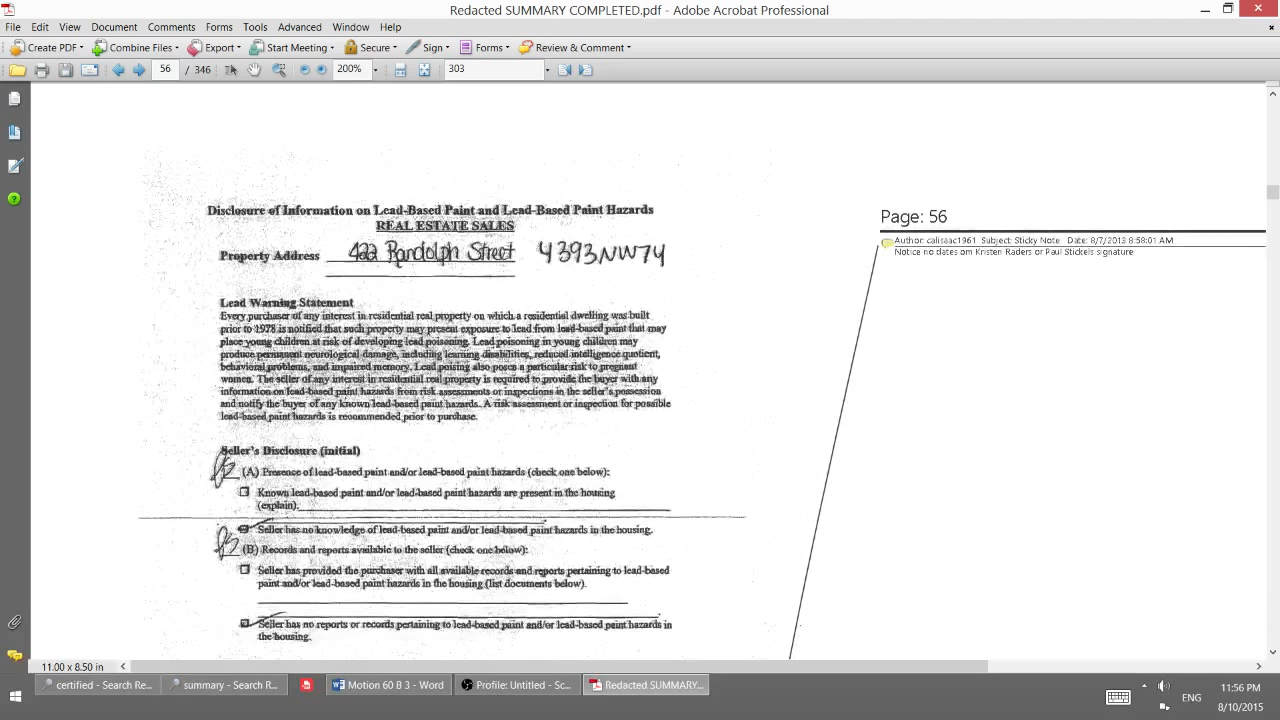 Redacted SUMMARY COMPLETED.pdf - Adobe Acrobat Professional
File Edit View Document Comments Forms Tools Advanced Window Help
Create PDF Combine Files Export Start Meeting Secure Sign Forms Review & Comment
56 / 346 200% 303
Disclosure of Information on Lead-Based Paint and Lead-Based Paint Hazards
REAL ESTATE SALES
Property Address 422 Randolph Street 4393NW74
Lead Warning Statement
Every purchaser of any interest in residential real property on which a residential dwelling was built
prior to 1978 is notified that such property may present exposure to lead from lead-based paint that may
place young children at risk of developing lead poisoning. Lead poisoning in young children may
produce permanent neurological damage, including learning disabilities, reduced intelligence quotient,
behavioral problems, and impaired memory. Lead poising also poses a particular risk to pregnant
women. The seller of any interest in residential real property is required to provide the buyer with any
information on lead-based paint hazards from risk assessments or inspections in the seller's possession
and notify the buyer of any known lead-based paint hazards. A risk assessment or inspection for possible
lead-based paint hazards is recommended prior to purchase.
Seller's Disclosure (initial)
(A) Presence of lead-based paint and/or lead-based paint hazards (check one below):
Known lead-based paint and/or lead-based paint hazards are present in the housing
(explain).
Seller has no knowledge of lead-based paint and/or lead-based paint hazards in the housing.
(B) Records and reports available to the seller (check one below):
Seller has provided the purchaser with all available records and reports pertaining to lead-based
paint and/or lead-based paint hazards in the housing (list documents below).
Seller has no reports or records pertaining to lead-based paint and/or lead-based paint hazards in
the housing.
Page: 56
Author: calisaac1961 Subject: Sticky Note Date: 8/7/2013 8:58:01 AM
Notice no dates om Kristen Raders or Paul Stickels signature
11.00 x 8.50 in
certified - Search Re... summary - Search R... Motion 60 B 3 - Word Profile: Untitled - Sc... Redacted SUMMARY...
ENG
11:56 PM
8/10/2015